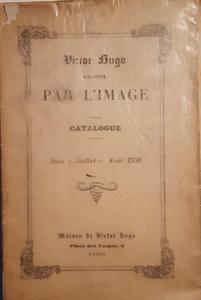 Victor Hugo
RACONTÉ
PAR L'IMAGE
CATALOGUE
Juin - Juillet - Août 1930
Maison de Victor Hugo
Place des Vosges, 6
PARIS